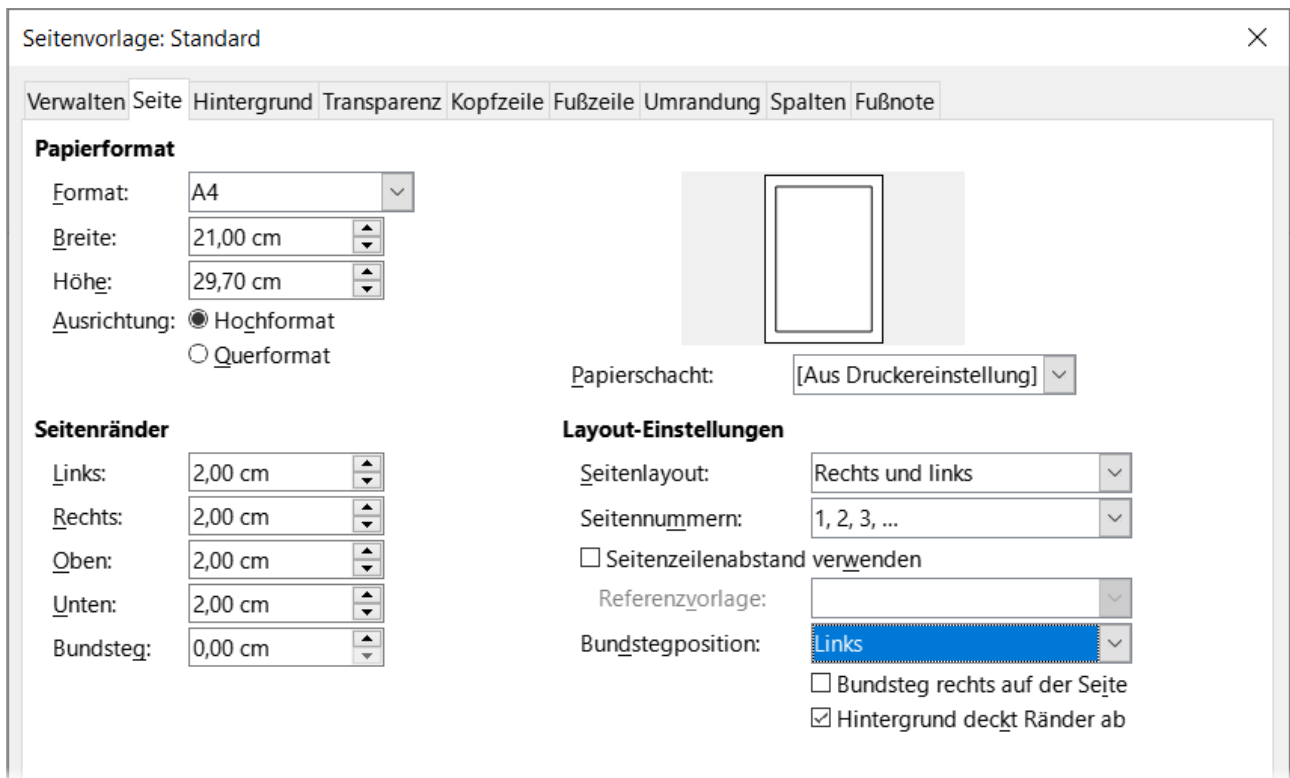 Seitenvorlage: Standard
Verwalten Seite Hintergrund Transparenz Kopfzeile Fußzeile Umrandung Spalten Fußnote
Papierformat
Format: A4
Breite: 21,00 cm
Höhe: 29,70 cm
Ausrichtung: Hochformat
Querformat
Papierschacht: [Aus Druckereinstellung]
Seitenränder
Links: 2,00 cm
Rechts: 2,00 cm
Oben: 2,00 cm
Unten: 2,00 cm
Bundsteg: 0,00 cm
Layout-Einstellungen
Seitenlayout: Rechts und links
Seitennummern: 1, 2, 3, ...
Seitenzeilenabstand verwenden
Referenzvorlage:
Bundstegposition: Links
Bundsteg rechts auf der Seite
Hintergrund deckt Ränder ab